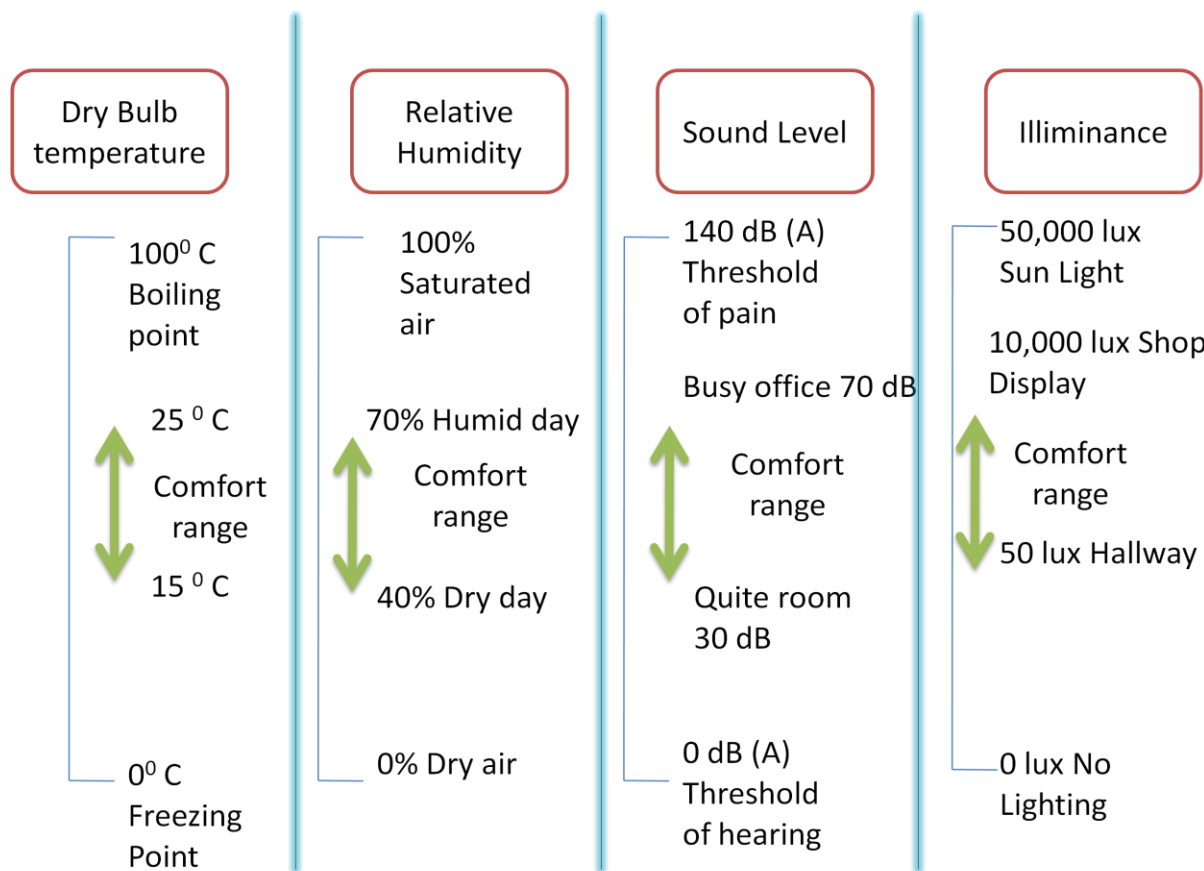 Dry Bulb
temperature
100⁰ C
Boiling
point
25 ⁰ C
Comfort
range
15 ⁰ C
0⁰ C
Freezing
Point
Relative
Humidity
100%
Saturated
air
70% Humid day
Comfort
range
40% Dry day
0% Dry air
Sound Level
140 dB (A)
Threshold
of pain
Busy office 70 dB
Comfort
range
Quite room
30 dB
0 dB (A)
Threshold
of hearing
Illiminance
50,000 lux
Sun Light
10,000 lux Shop
Display
Comfort
range
50 lux Hallway
0 lux No
Lighting